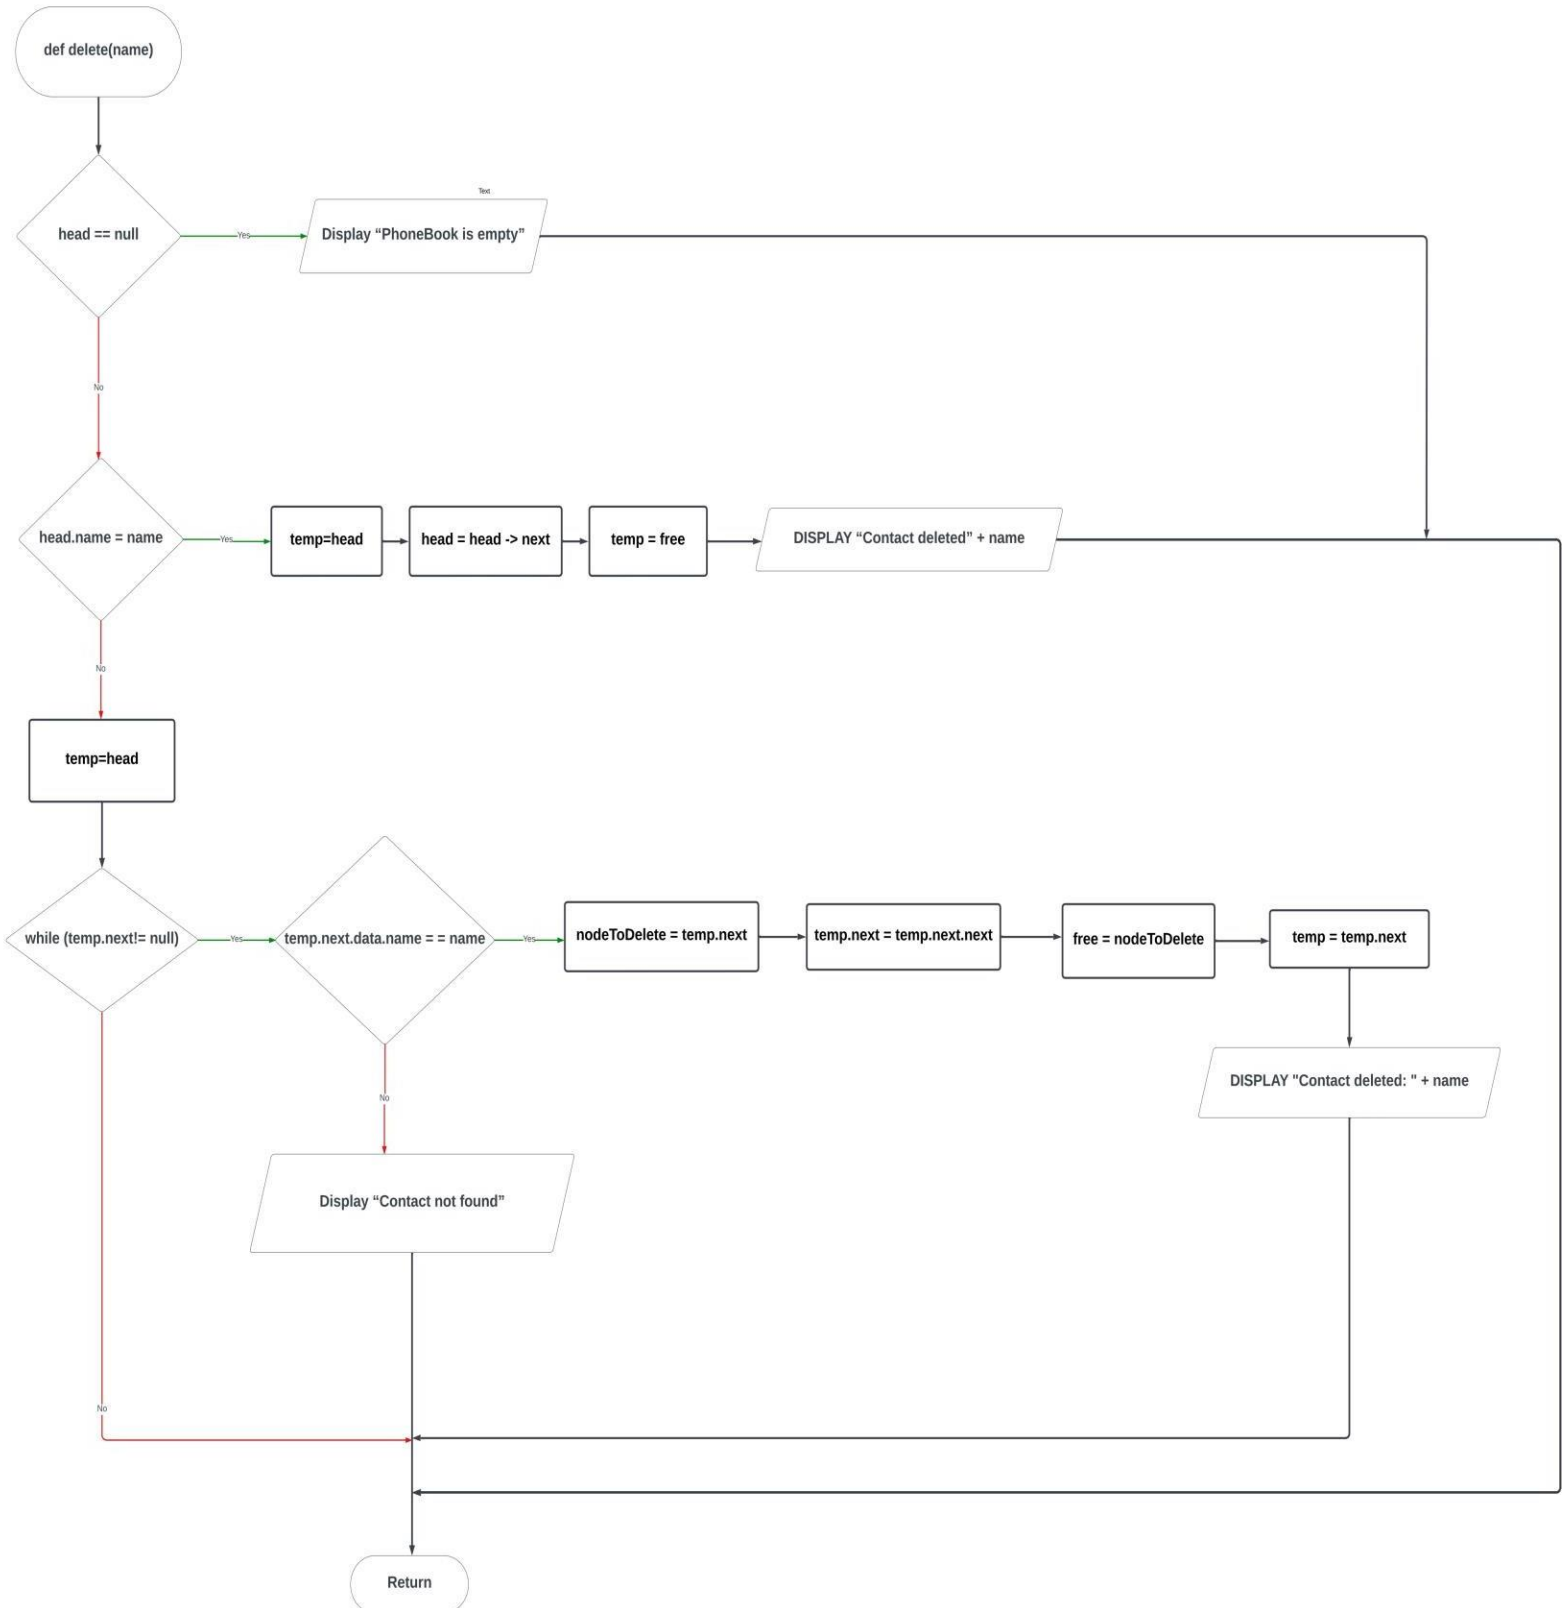 def delete(name)
Text
head == null
Yes
Display “PhoneBook is empty”
No
head.name = name
Yes
temp=head
head = head -> next
temp = free
DISPLAY “Contact deleted” + name
No
temp=head
while (temp.next!= null)
Yes
temp.next.data.name = = name
Yes
nodeToDelete = temp.next
temp.next = temp.next.next
free = nodeToDelete
temp = temp.next
DISPLAY "Contact deleted: " + name
No
Display “Contact not found”
No
Return